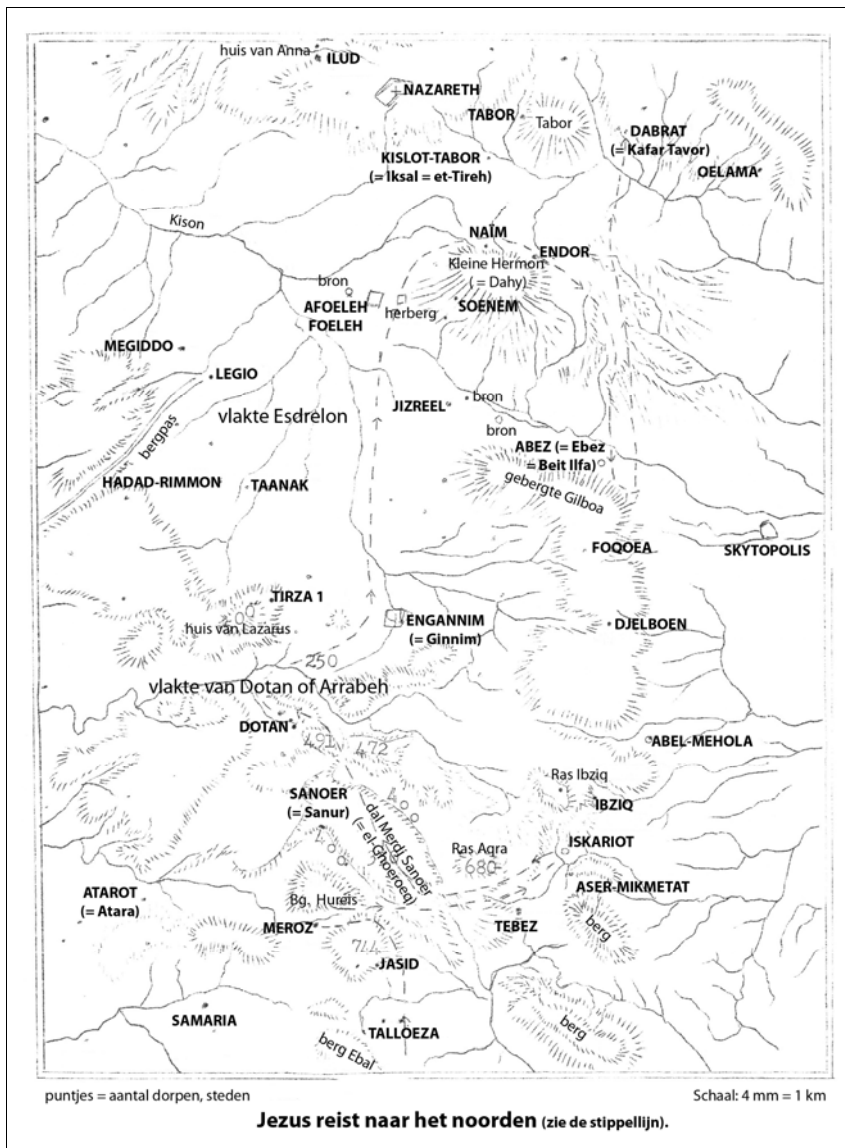 huis van Anna
ILUD
NAZARETH
TABOR
Tabor
DABRAT
(= Kafar Tavor)
KISLOT-TABOR
(= Iksal = et-Tireh)
OELAMA
Kison
NAÏM
ENDOR
Kleine Hermon
(= Dahy)
bron
AFOELEH
FOELEH
herberg
SOENEM
MEGIDDO
LEGIO
bergpas
vlakte Esdrelon
JIZREEL
bron
bron
ABEZ (= Ebez
= Beit Ilfa)
gebergte Gilboa
HADAD-RIMMON
TAANAK
FOQOEA
SKYTOPOLIS
TIRZA 1
huis van Lazarus
ENGANNIM
(= Ginnim)
DJELBOEN
250
vlakte van Dotan of Arrabeh
DOTAN
491
472
ABEL-MEHOLA
Ras Ibziq
IBZIQ
SANOER
(= Sanur)
400
400
dal Merdj Sanoer
(= el-Ghoeroeq)
Ras Aqra
680
ISKARIOT
ATAROT
(= Atara)
Bg. Hureis
ASER-MIKMETAT
MEROZ
TEBEZ
berg
JASID
SAMARIA
TALLOEZA
berg Ebal
berg
puntjes = aantal dorpen, steden
Schaal: 4 mm = 1 km
Jezus reist naar het noorden (zie de stippellijn).